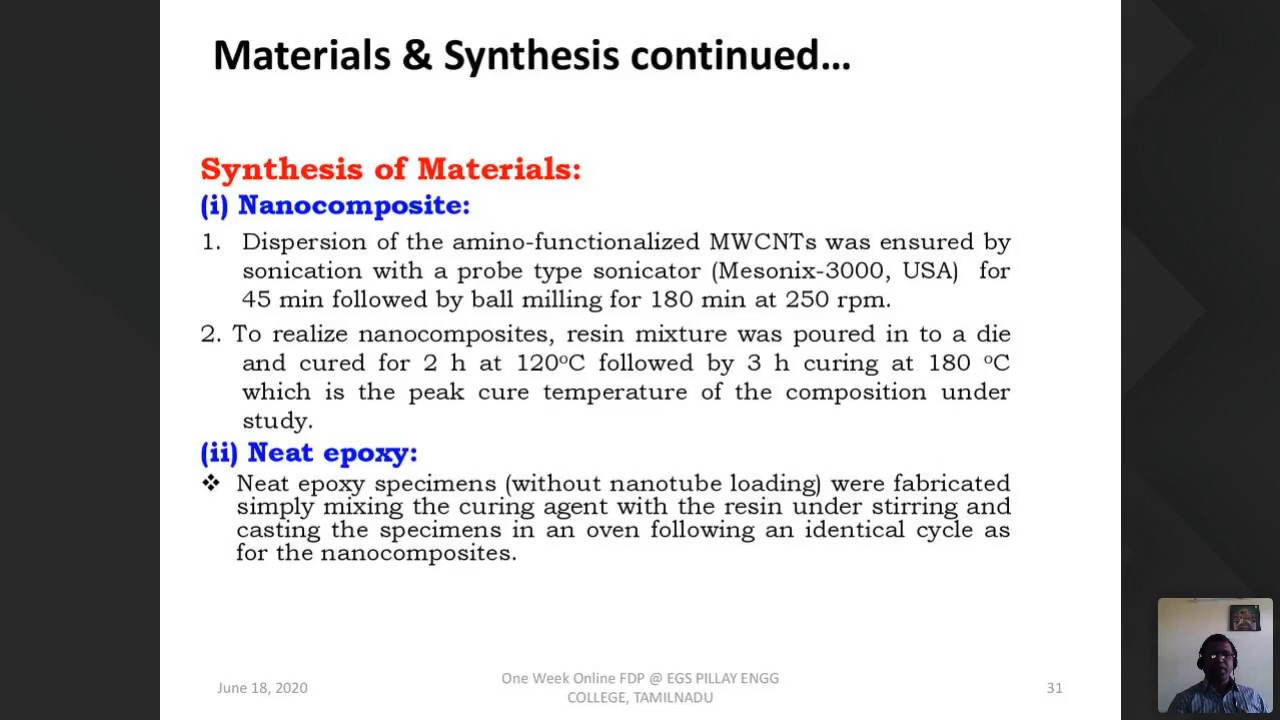 Materials & Synthesis continued…
Synthesis of Materials:
(i) Nanocomposite:
1. Dispersion of the amino-functionalized MWCNTs was ensured by
sonication with a probe type sonicator (Mesonix-3000, USA) for
45 min followed by ball milling for 180 min at 250 rpm.
2. To realize nanocomposites, resin mixture was poured in to a die
and cured for 2 h at 120°C followed by 3 h curing at 180 °C
which is the peak cure temperature of the composition under
study.
(ii) Neat epoxy:
❖ Neat epoxy specimens (without nanotube loading) were fabricated
simply mixing the curing agent with the resin under stirring and
casting the specimens in an oven following an identical cycle as
for the nanocomposites.
June 18, 2020
One Week Online FDP @ EGS PILLAY ENGG
COLLEGE, TAMILNADU
31